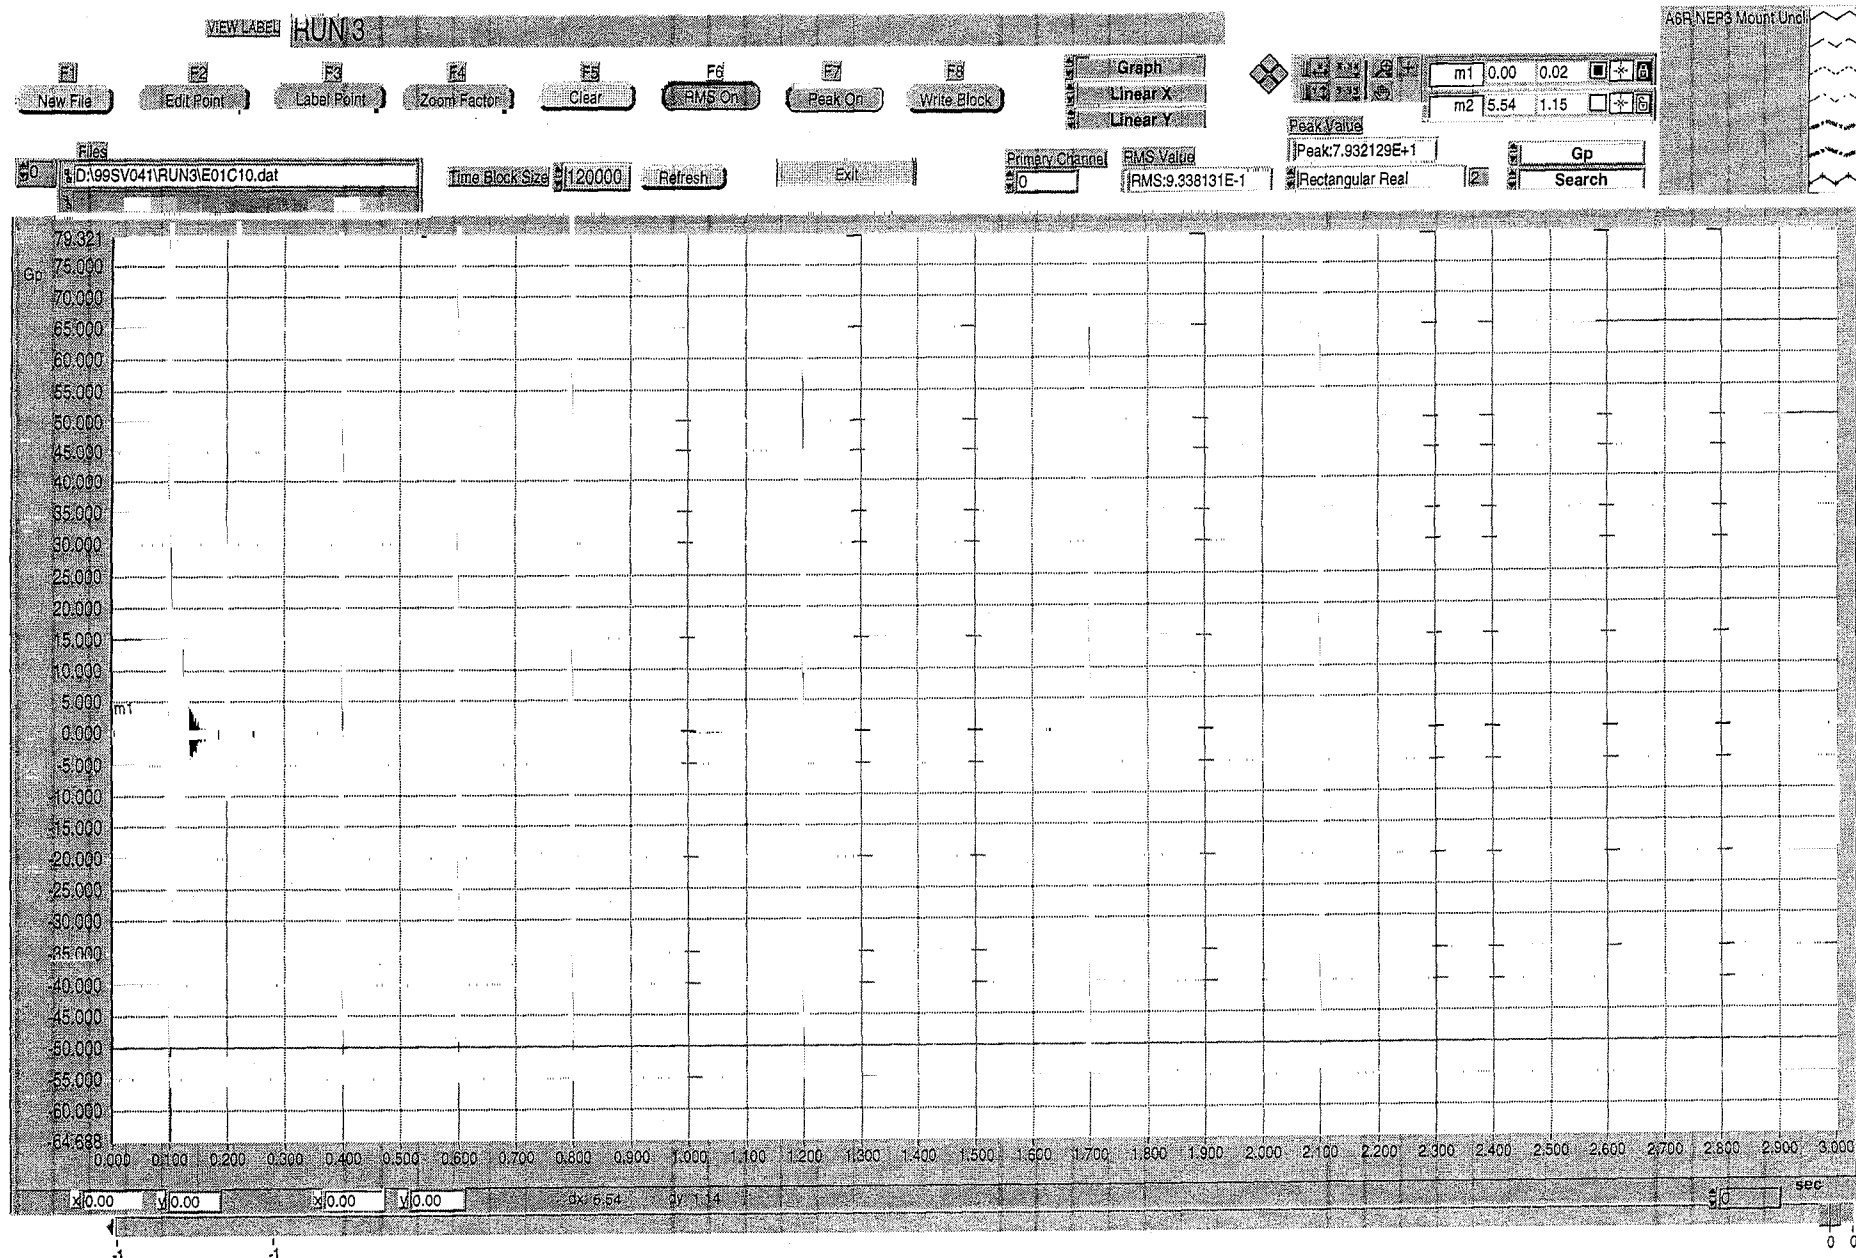 VIEW LABEL RUN 3
A6R NEP3 Mount Uncli
F1 F2 F3 F4 F5 F6 F7 F8
New File Edit Point Label Point Zoom Factor Clear RMS On Peak On Write Block
Graph
Linear X
Linear Y
m1 0.00 0.02
m2 5.54 1.15
Peak Value
Peak:7.932129E+1
Files
0 D:\99SV041\RUN3\E01C10.dat
Time Block Size 120000 Refresh Exit
Primary Channel
0
RMS Value
RMS:9.338131E-1
Rectangular Real 2
Gp
Search
79.321
Gp 75.000
70.000
65.000
60.000
55.000
50.000
45.000
40.000
35.000
30.000
25.000
20.000
15.000
10.000
5.000
m1
0.000
-5.000
-10.000
-15.000
-20.000
-25.000
-30.000
-35.000
-40.000
-45.000
-50.000
-55.000
-60.000
-64.688
0.000 0.100 0.200 0.300 0.400 0.500 0.600 0.700 0.800 0.900 1.000 1.100 1.200 1.300 1.400 1.500 1.600 1.700 1.800 1.900 2.000 2.100 2.200 2.300 2.400 2.500 2.600 2.700 2.800 2.900 3.000
sec
x 0.00 y 0.00 x 0.00 y 0.00 dx: 5.54 dy: 1.14 0
-1 -1 0 0